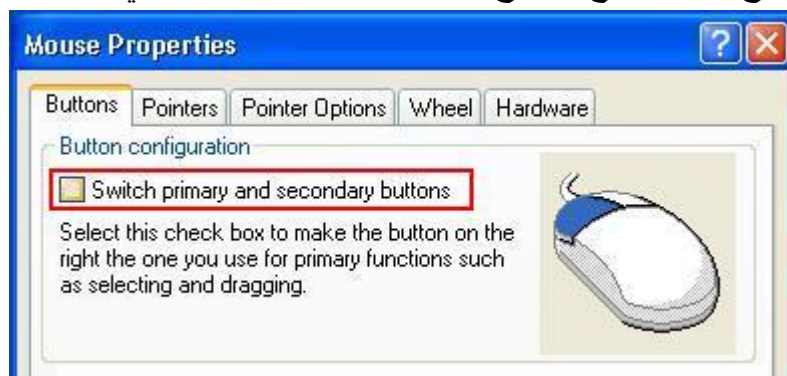 Mouse Properties
Buttons Pointers Pointer Options Wheel Hardware
Button configuration
Switch primary and secondary buttons
Select this check box to make the button on the
right the one you use for primary functions such
as selecting and dragging.